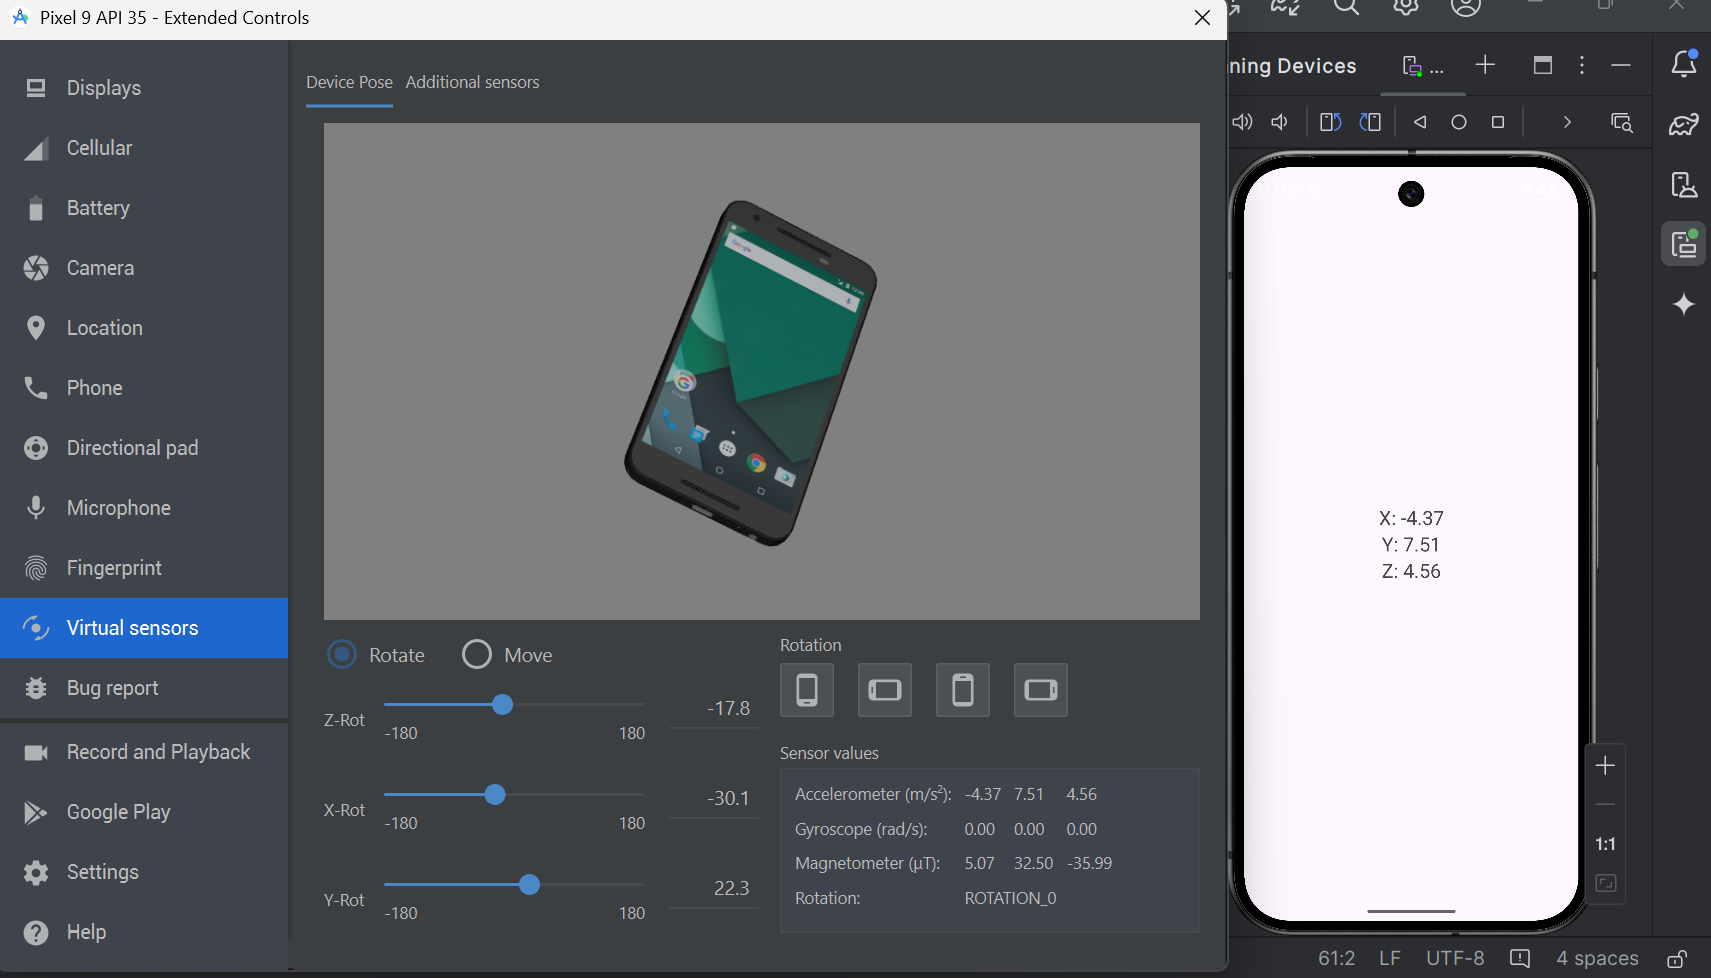 Pixel 9 API 35 - Extended Controls
Displays
Cellular
Battery
Camera
Location
Phone
Directional pad
Microphone
Fingerprint
Virtual sensors
Bug report
Record and Playback
Google Play
Settings
Help
Device Pose Additional sensors
Google
Rotate Move
Z-Rot -17.8
-180 180
X-Rot -30.1
-180 180
Y-Rot 22.3
-180 180
Rotation
Sensor values
Accelerometer (m/s²): -4.37 7.51 4.56
Gyroscope (rad/s): 0.00 0.00 0.00
Magnetometer (μT): 5.07 32.50 -35.99
Rotation: ROTATION_0
ning Devices ...
X: -4.37
Y: 7.51
Z: 4.56
1:1
61:2 LF UTF-8 4 spaces